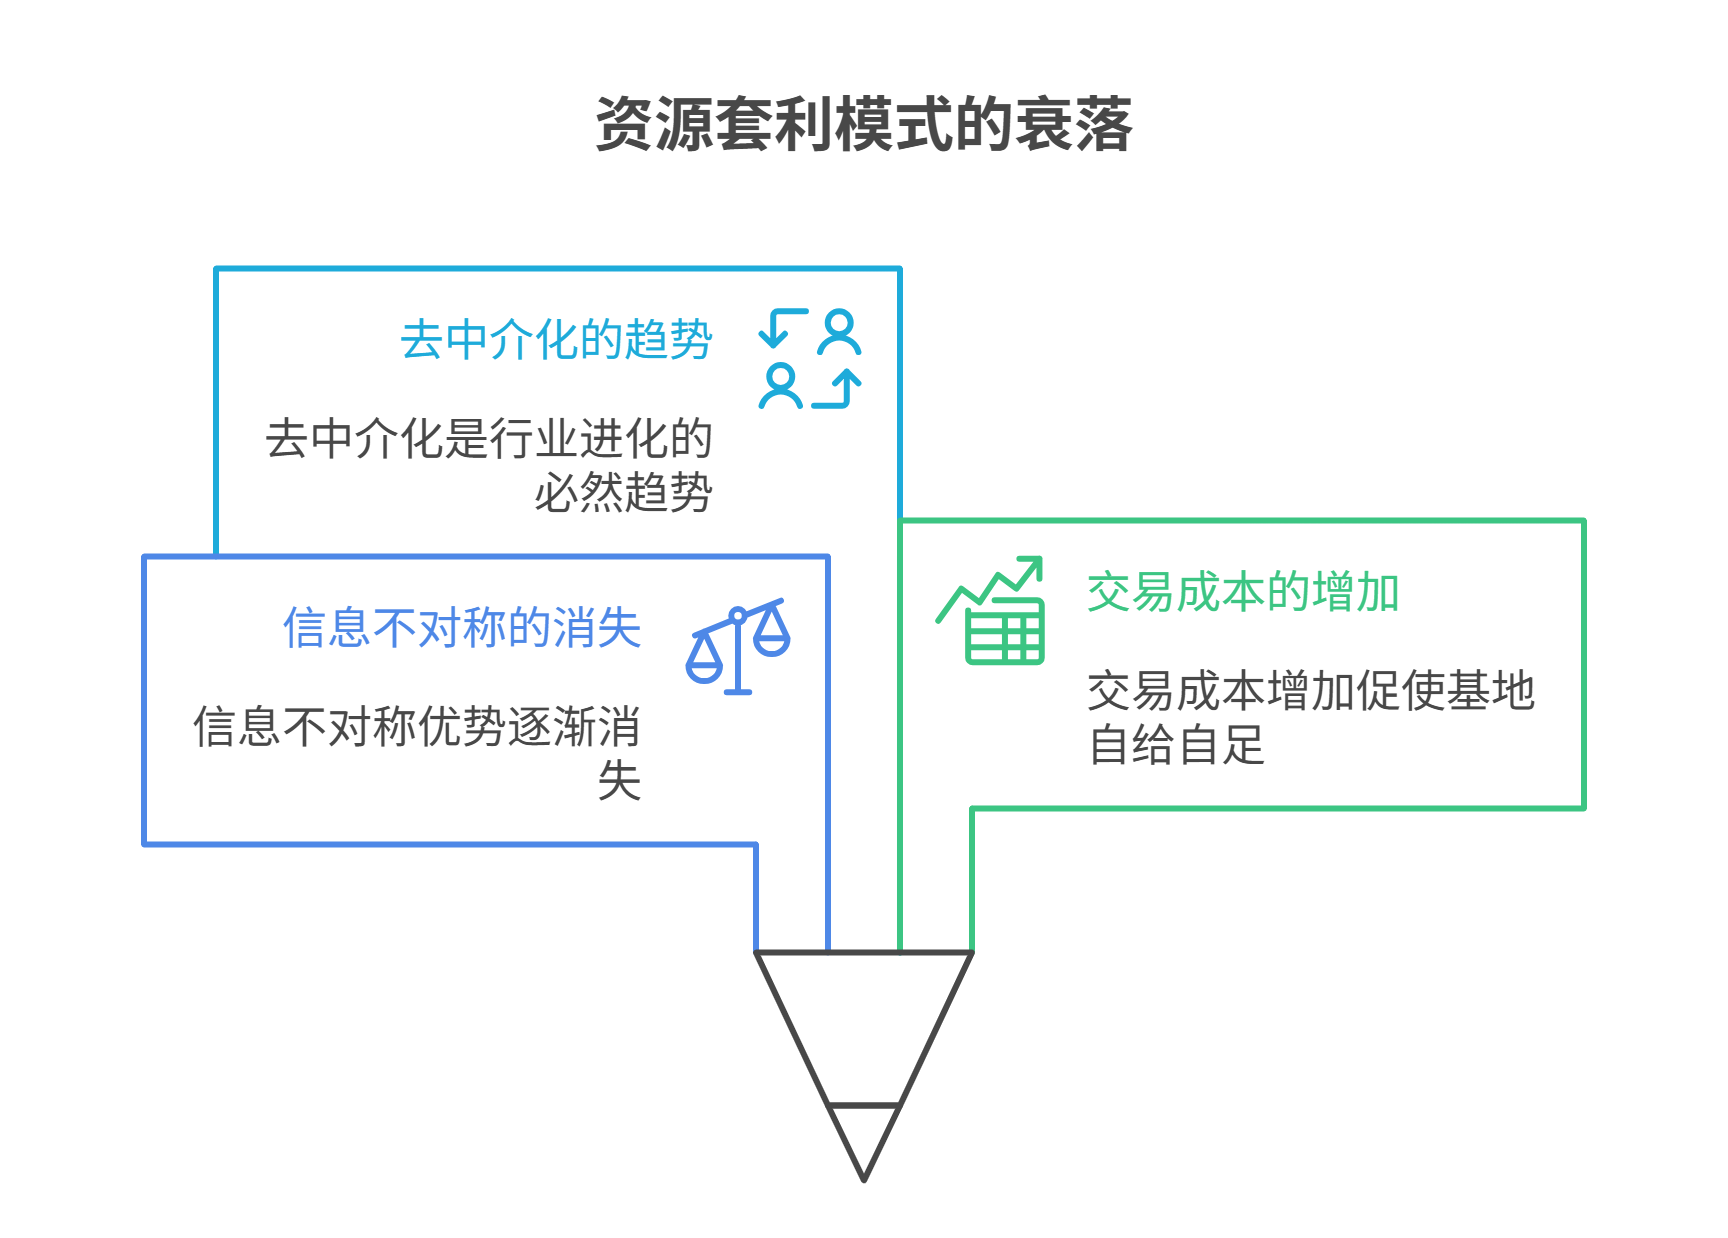 资源套利模式的衰落
去中介化的趋势
去中介化是行业进化的
必然趋势
信息不对称的消失
信息不对称优势逐渐消
失
交易成本的增加
交易成本增加促使基地
自给自足